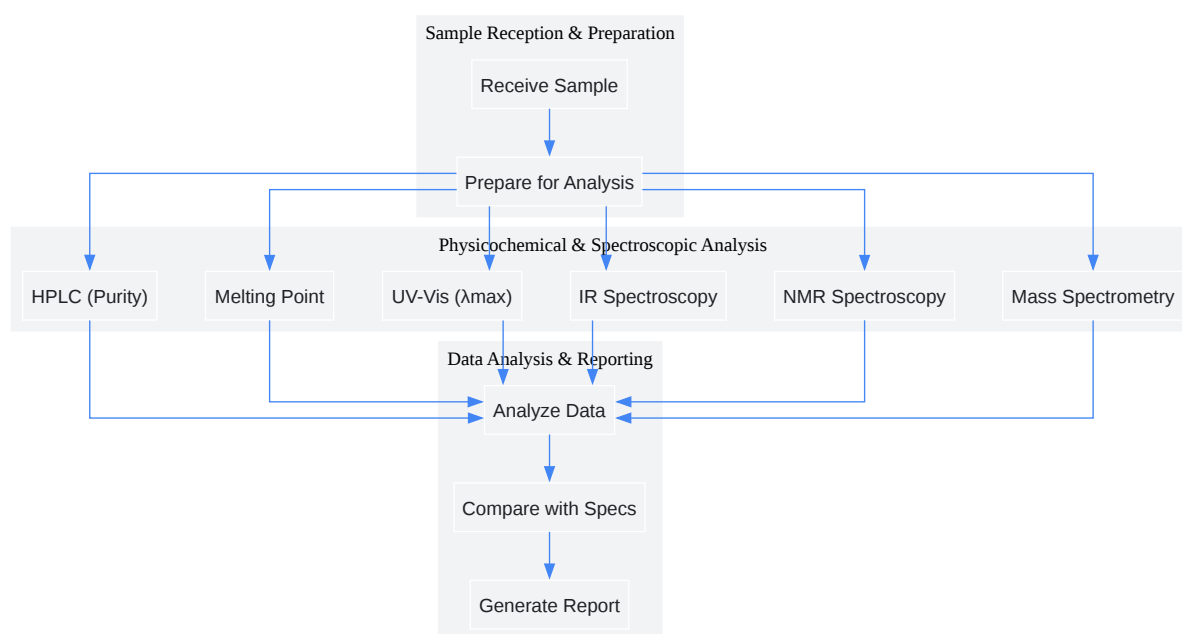 Sample Reception & Preparation
Receive Sample
Prepare for Analysis
Physicochemical & Spectroscopic Analysis
HPLC (Purity)
Melting Point
UV-Vis (λmax)
IR Spectroscopy
NMR Spectroscopy
Mass Spectrometry
Data Analysis & Reporting
Analyze Data
Compare with Specs
Generate Report